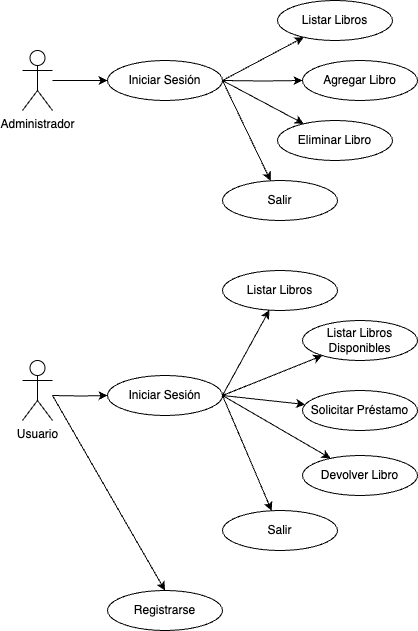 Listar Libros
Iniciar Sesión
Agregar Libro
Administrador
Eliminar Libro
Salir
Listar Libros
Listar Libros
Disponibles
Iniciar Sesión
Solicitar Préstamo
Usuario
Devolver Libro
Salir
Registrarse